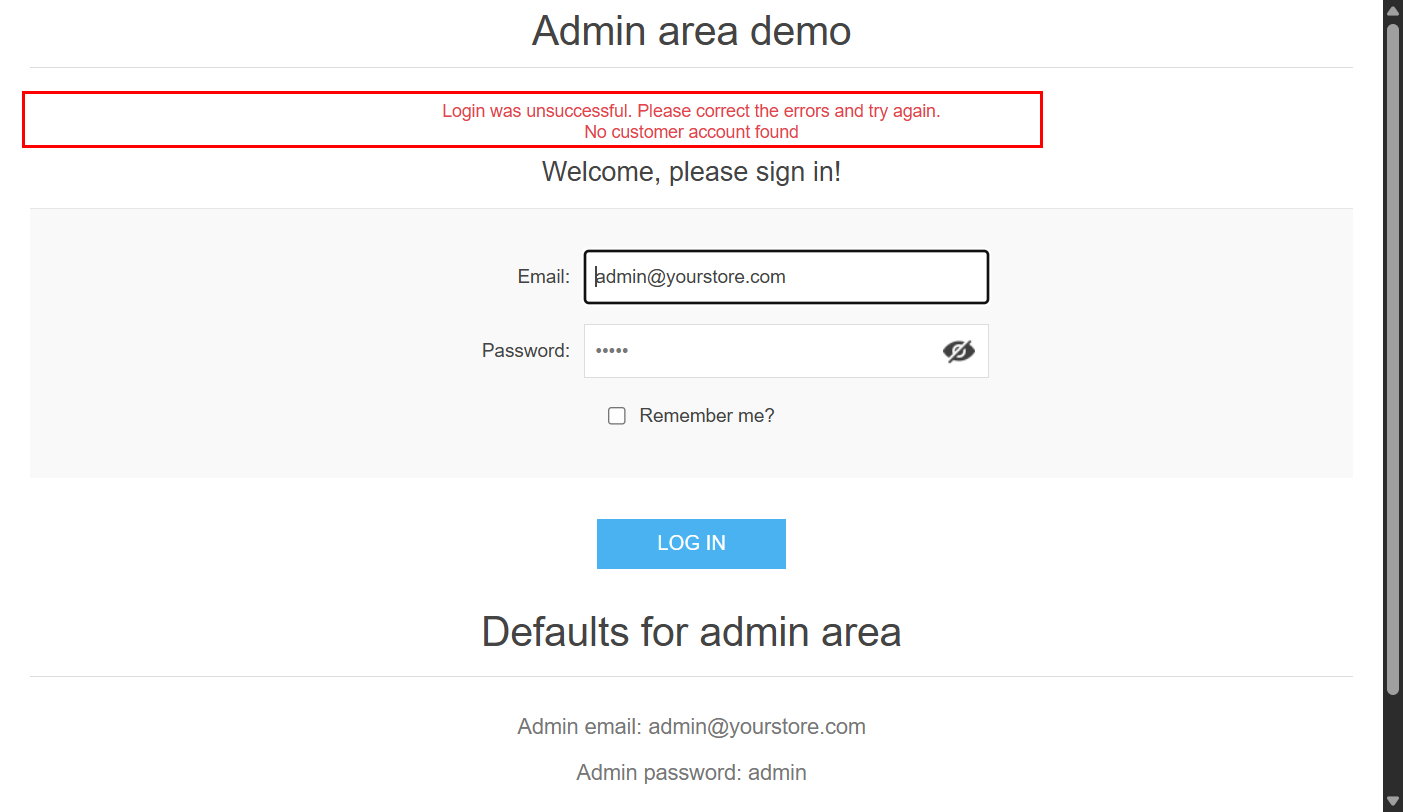 Admin area demo
Login was unsuccessful. Please correct the errors and try again.
No customer account found
Welcome, please sign in!
Email: admin@yourstore.com
Password: •••••
Remember me?
LOG IN
Defaults for admin area
Admin email: admin@yourstore.com
Admin password: admin